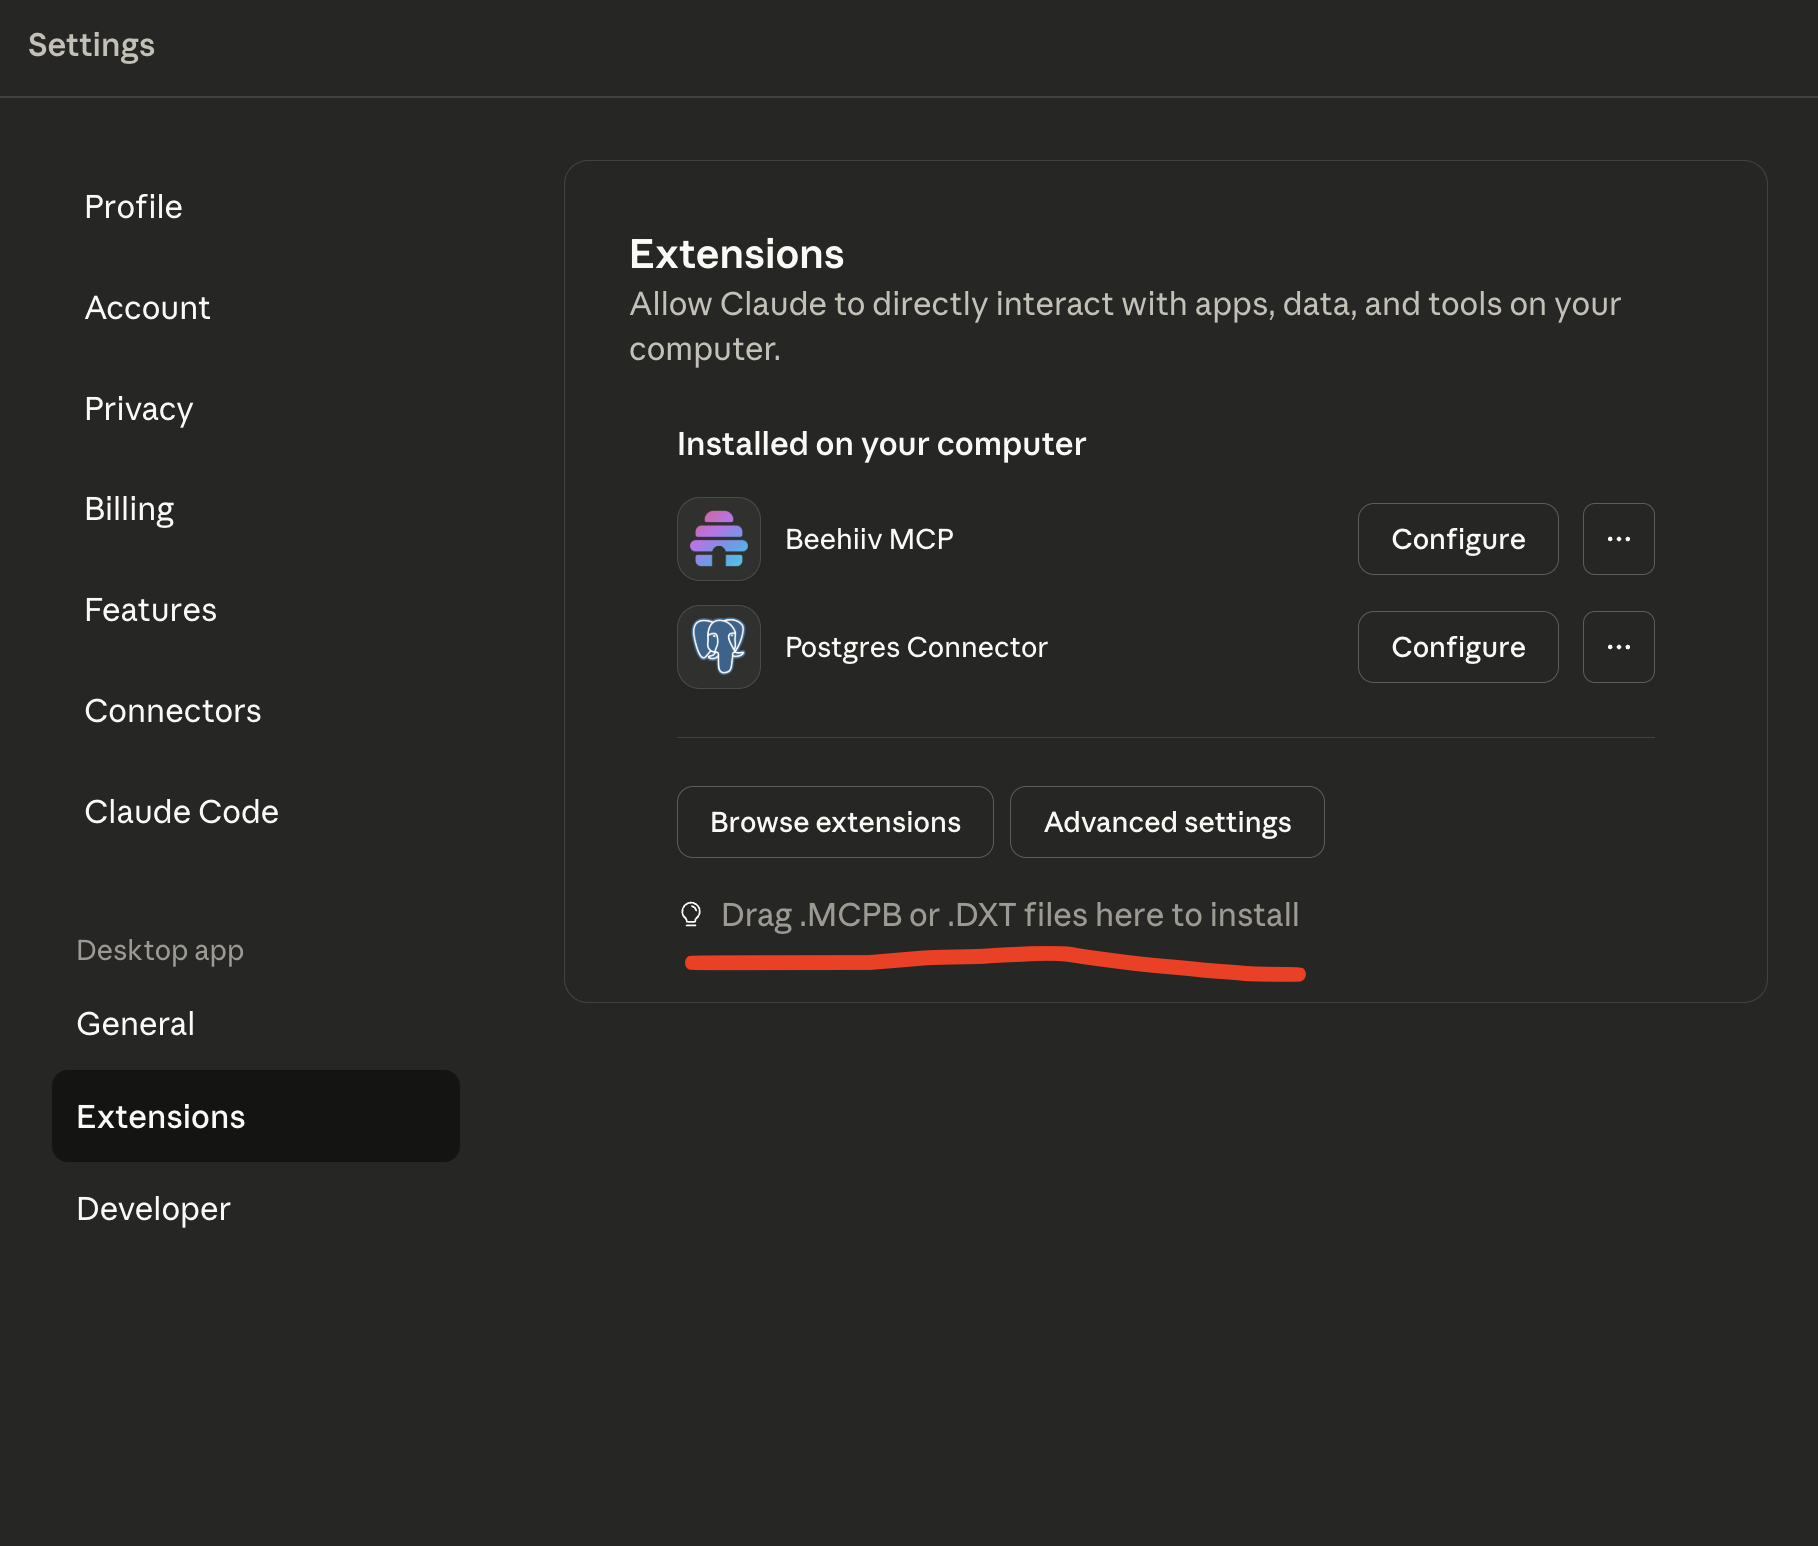 Settings
Profile
Account
Privacy
Billing
Features
Connectors
Claude Code
Desktop app
General
Extensions
Developer
Extensions
Allow Claude to directly interact with apps, data, and tools on your
computer.
Installed on your computer
Beehiiv MCP
Configure
...
Postgres Connector
Configure
...
Browse extensions
Advanced settings
Drag .MCPB or .DXT files here to install